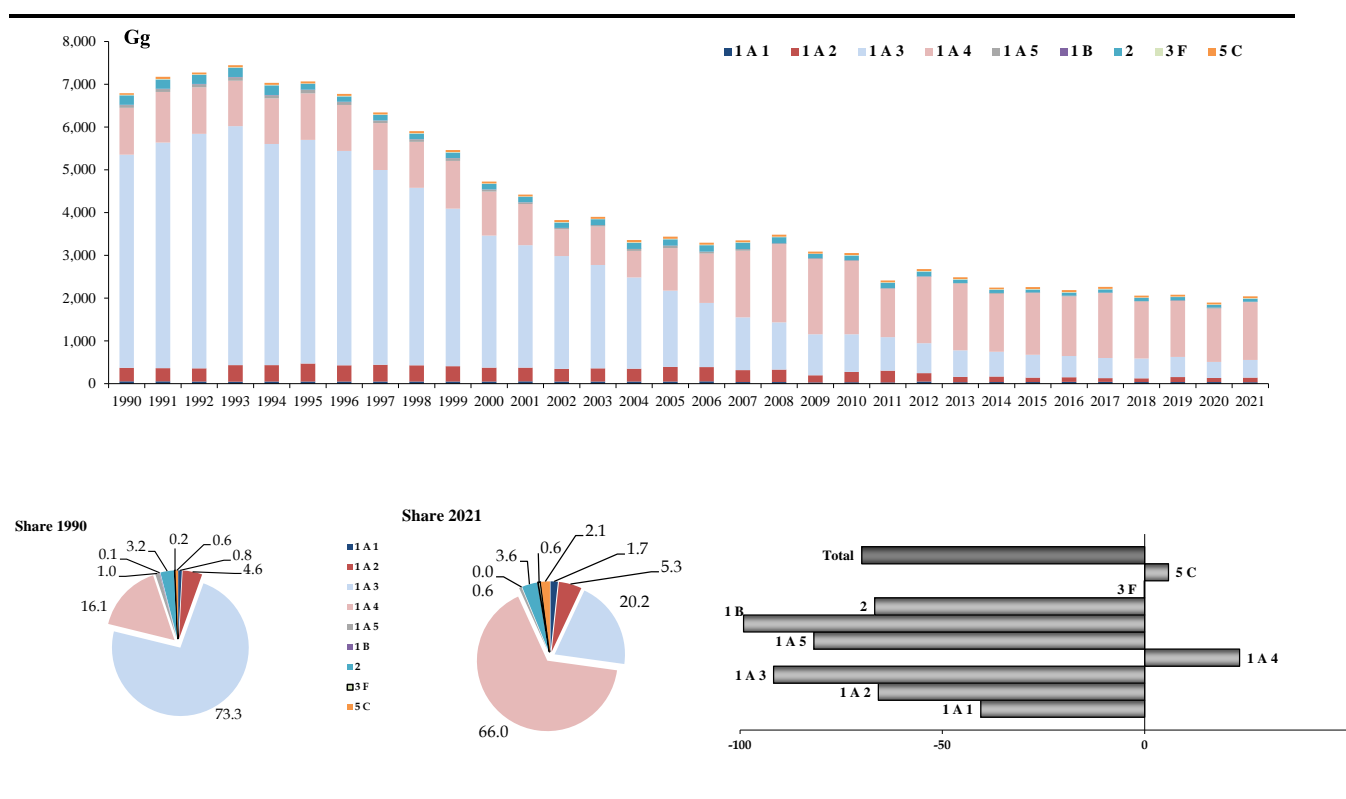 Gg
1 A 1 1 A 2 1 A 3 1 A 4 1 A 5 1 B 2 3 F 5 C
8,000
7,000
6,000
5,000
4,000
3,000
2,000
1,000
0
1990 1991 1992 1993 1994 1995 1996 1997 1998 1999 2000 2001 2002 2003 2004 2005 2006 2007 2008 2009 2010 2011 2012 2013 2014 2015 2016 2017 2018 2019 2020 2021
Share 1990
0.2
0.6
3.2
0.1
0.8
1.0
4.6
16.1
73.3
1 A 1
1 A 2
1 A 3
1 A 4
1 A 5
1 B
2
3 F
5 C
Share 2021
2.1
0.6
1.7
3.6
5.3
0.0
0.6
20.2
66.0
Total
5 C
3 F
2
1 B
1 A 5
1 A 4
1 A 3
1 A 2
1 A 1
-100 -50 0